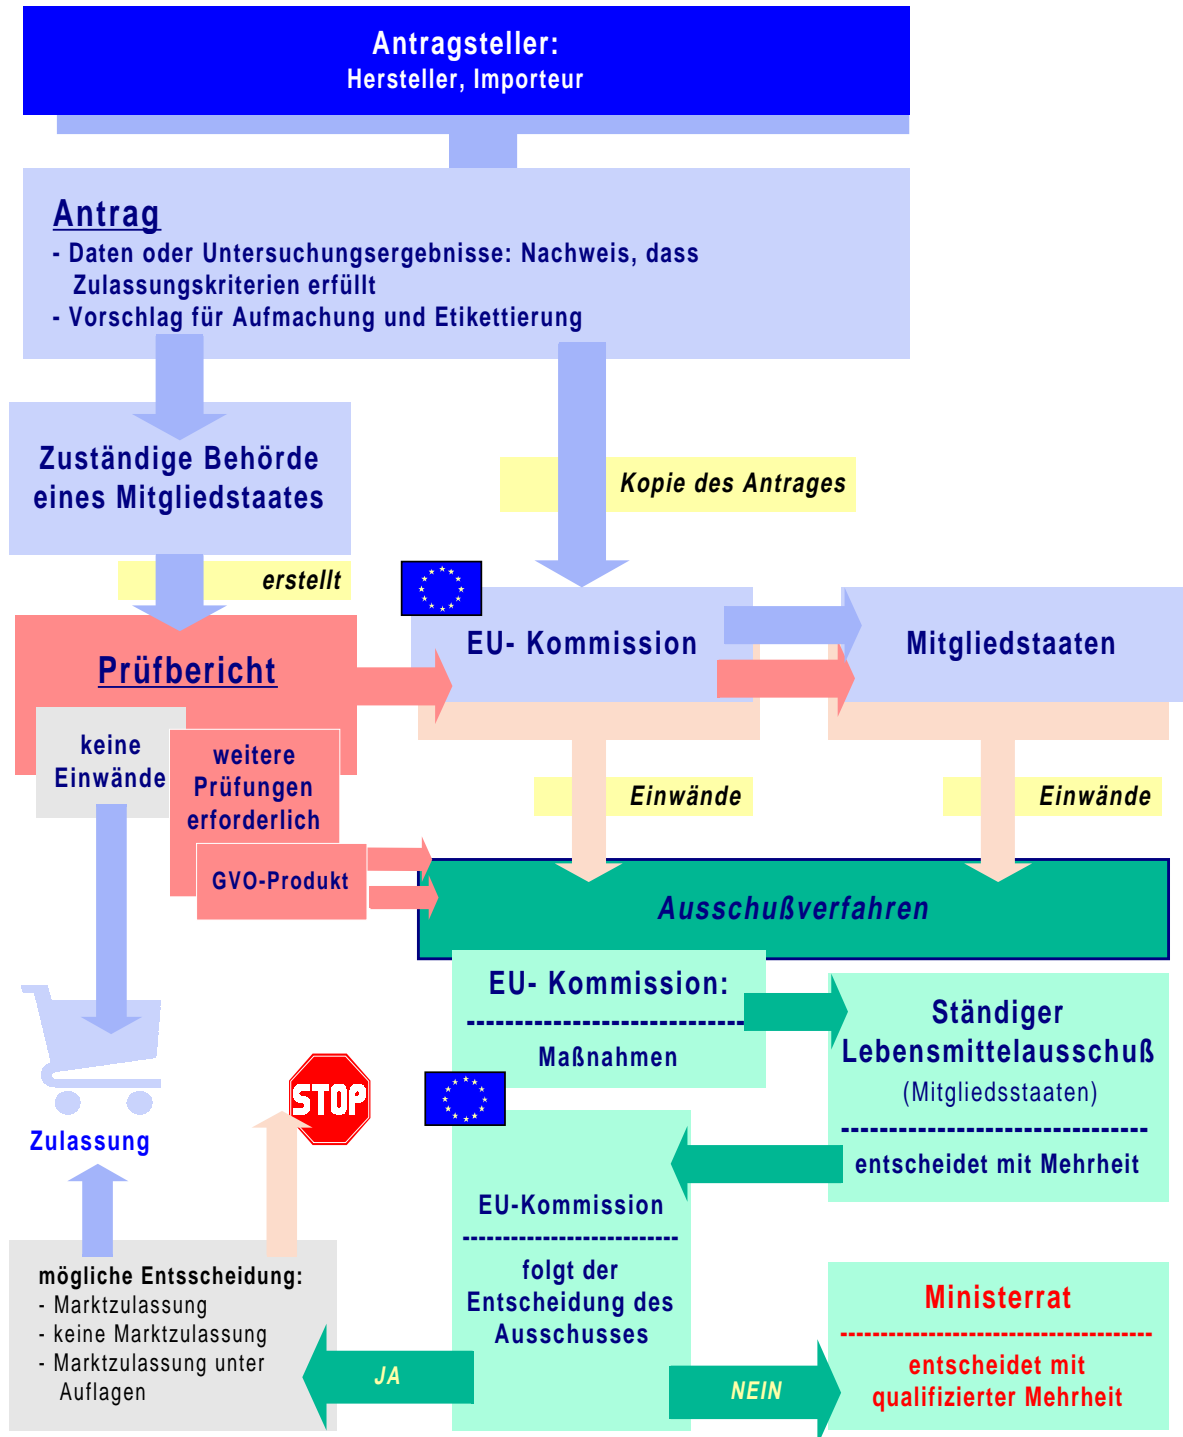 Antragsteller:
Hersteller, Importeur
Antrag
- Daten oder Untersuchungsergebnisse: Nachweis, dass
Zulassungskriterien erfüllt
- Vorschlag für Aufmachung und Etikettierung
Zuständige Behörde
eines Mitgliedstaates
Kopie des Antrages
erstellt
EU- Kommission
Mitgliedstaaten
Prüfbericht
keine
Einwände
weitere
Prüfungen
erforderlich
GVO-Produkt
Einwände
Einwände
Ausschußverfahren
EU- Kommission:
------------------------------
Maßnahmen
Ständiger
Lebensmittelausschuß
(Mitgliedsstaaten)
--------------------------------
entscheidet mit Mehrheit
STOP
Zulassung
EU-Kommission
---------------------------
folgt der
Entscheidung des
Ausschusses
mögliche Entsscheidung:
- Marktzulassung
- keine Marktzulassung
- Marktzulassung unter
Auflagen
JA
NEIN
Ministerrat
---------------------------------------
entscheidet mit
qualifizierter Mehrheit